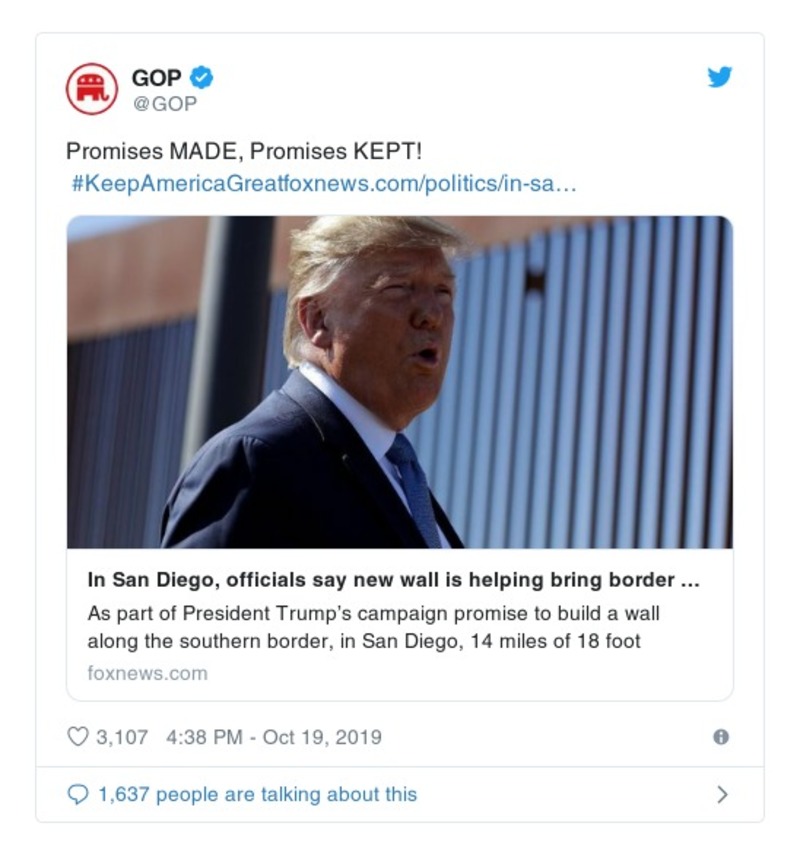 GOP
@GOP
Promises MADE, Promises KEPT!
#KeepAmericaGreatfoxnews.com/politics/in-sa…
In San Diego, officials say new wall is helping bring border ...
As part of President Trump’s campaign promise to build a wall
along the southern border, in San Diego, 14 miles of 18 foot
foxnews.com
3,107 4:38 PM - Oct 19, 2019
1,637 people are talking about this